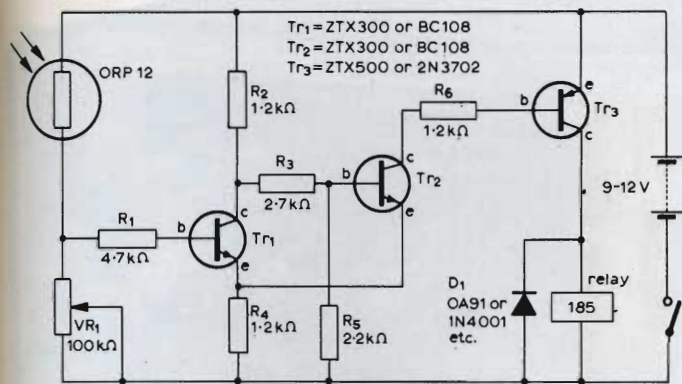 Tr1=ZTX300 or BC108
Tr2=ZTX300 or BC108
Tr3=ZTX500 or 2N3702
ORP 12
R2
1·2kΩ
R6
1·2kΩ
b
e
Tr3
c
R3
2·7kΩ
b
c
Tr2
e
9-12V
R1
4·7kΩ
b
c
Tr1
e
VR1
100kΩ
R4
1·2kΩ
R5
2·2kΩ
D1
OA91 or
1N4001
etc.
relay
185